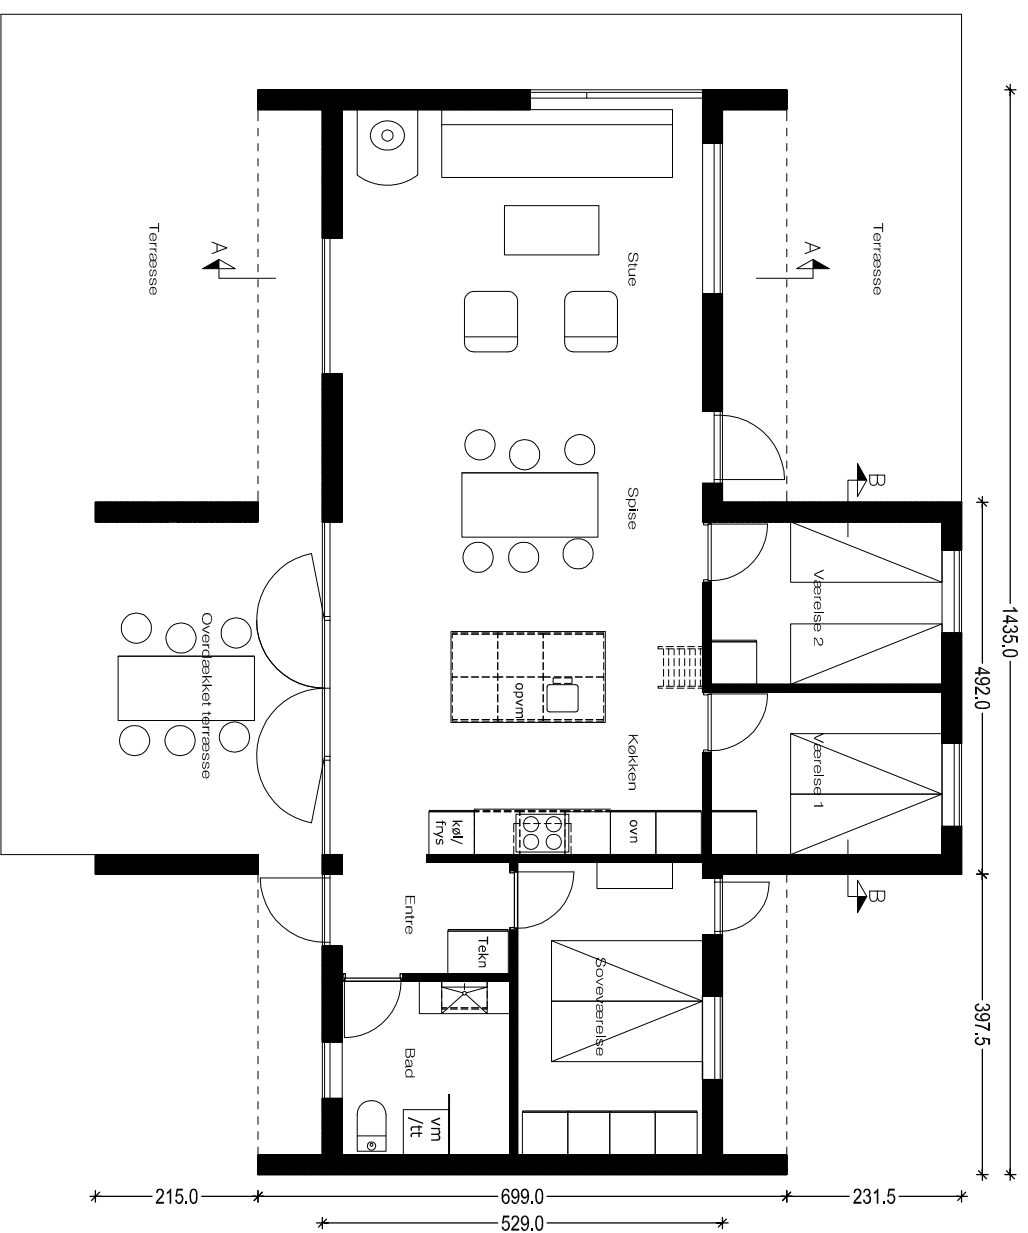 Terræsse
A
A
Terræsse
Stue
B
Spise
Værelse 2
1435.0
492.0
Overdækket terræsse
opvm
Køkken
Værelse 1
køl/
frys
ovn
B
Entre
Tekn
Soveværelse
397.5
Bad
vm
/tt
215.0
699.0
231.5
529.0